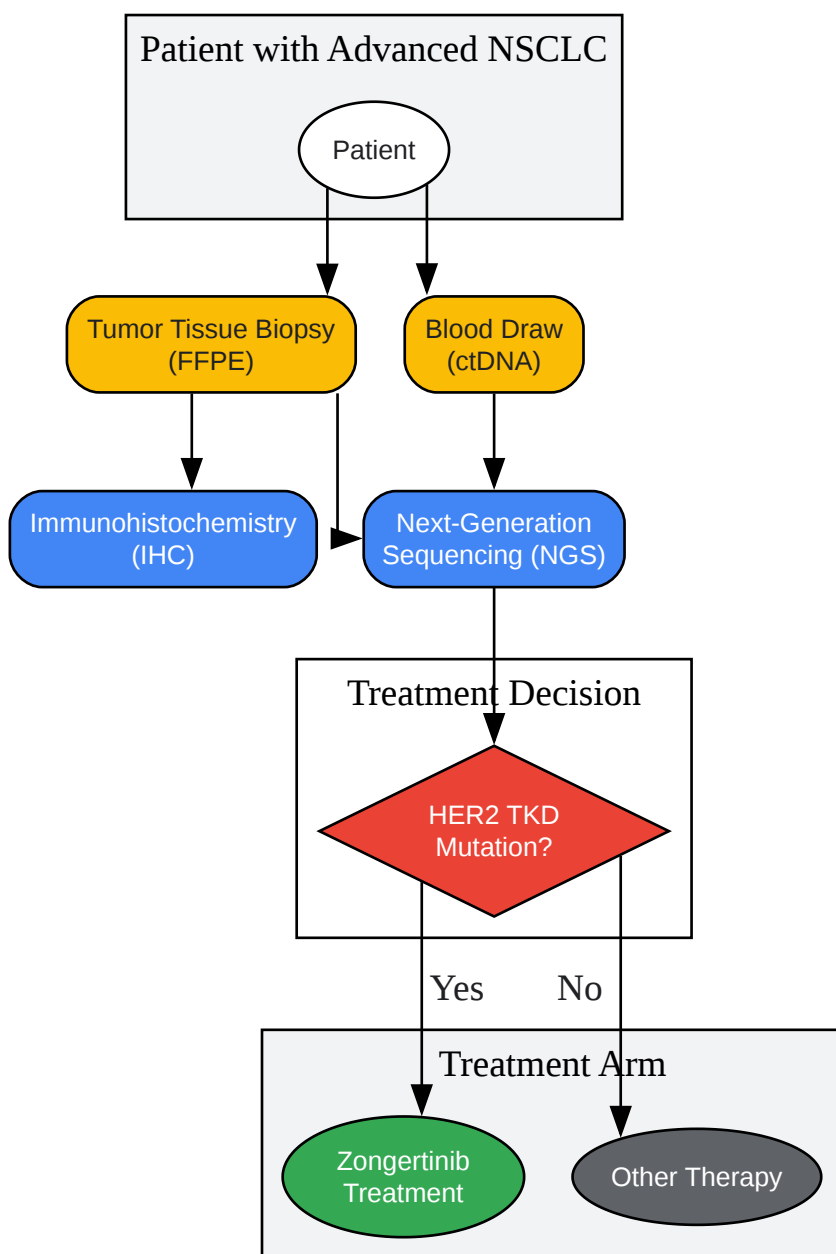 Patient with Advanced NSCLC
Patient
Tumor Tissue Biopsy
(FFPE)
Blood Draw
(ctDNA)
Immunohistochemistry
(IHC)
Next-Generation
Sequencing (NGS)
Treatment Decision
HER2 TKD
Mutation?
Yes
No
Treatment Arm
Zongertinib
Treatment
Other Therapy